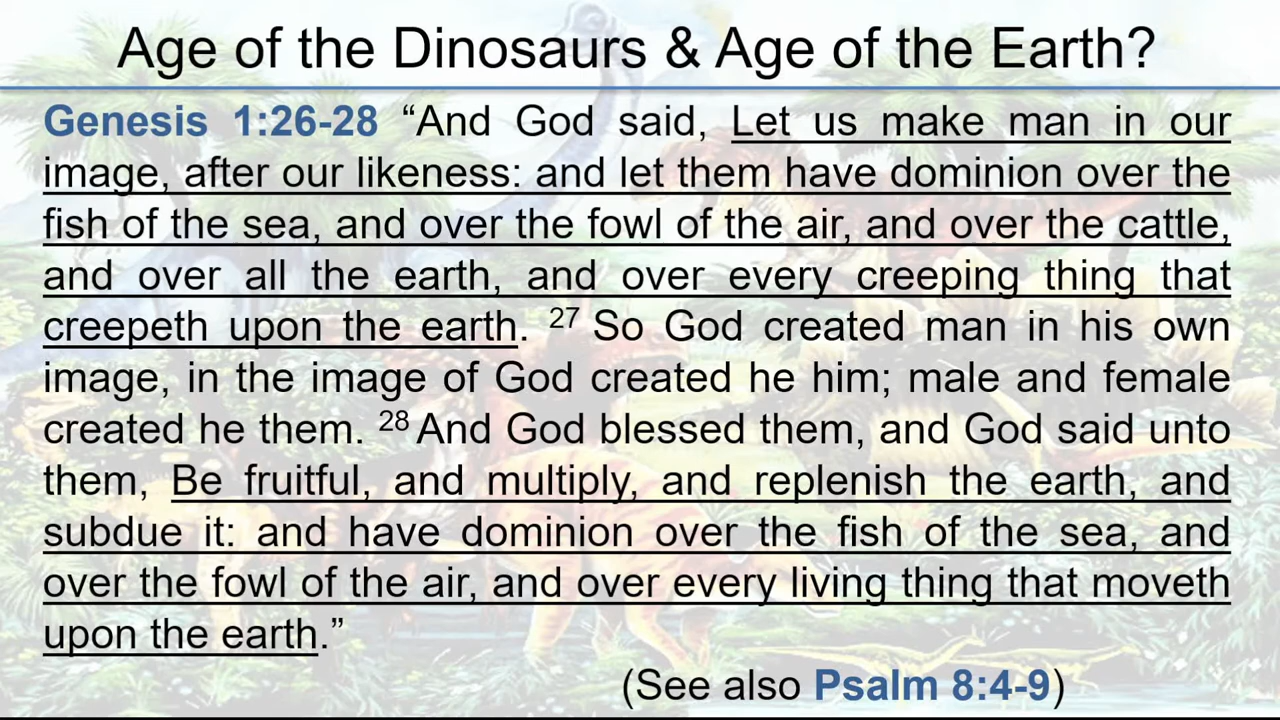 Age of the Dinosaurs & Age of the Earth?
Genesis 1:26-28 “And God said, Let us make man in our
image, after our likeness: and let them have dominion over the
fish of the sea, and over the fowl of the air, and over the cattle,
and over all the earth, and over every creeping thing that
creepeth upon the earth. 27 So God created man in his own
image, in the image of God created he him; male and female
created he them. 28 And God blessed them, and God said unto
them, Be fruitful, and multiply, and replenish the earth, and
subdue it: and have dominion over the fish of the sea, and
over the fowl of the air, and over every living thing that moveth
upon the earth.”
(See also Psalm 8:4-9)